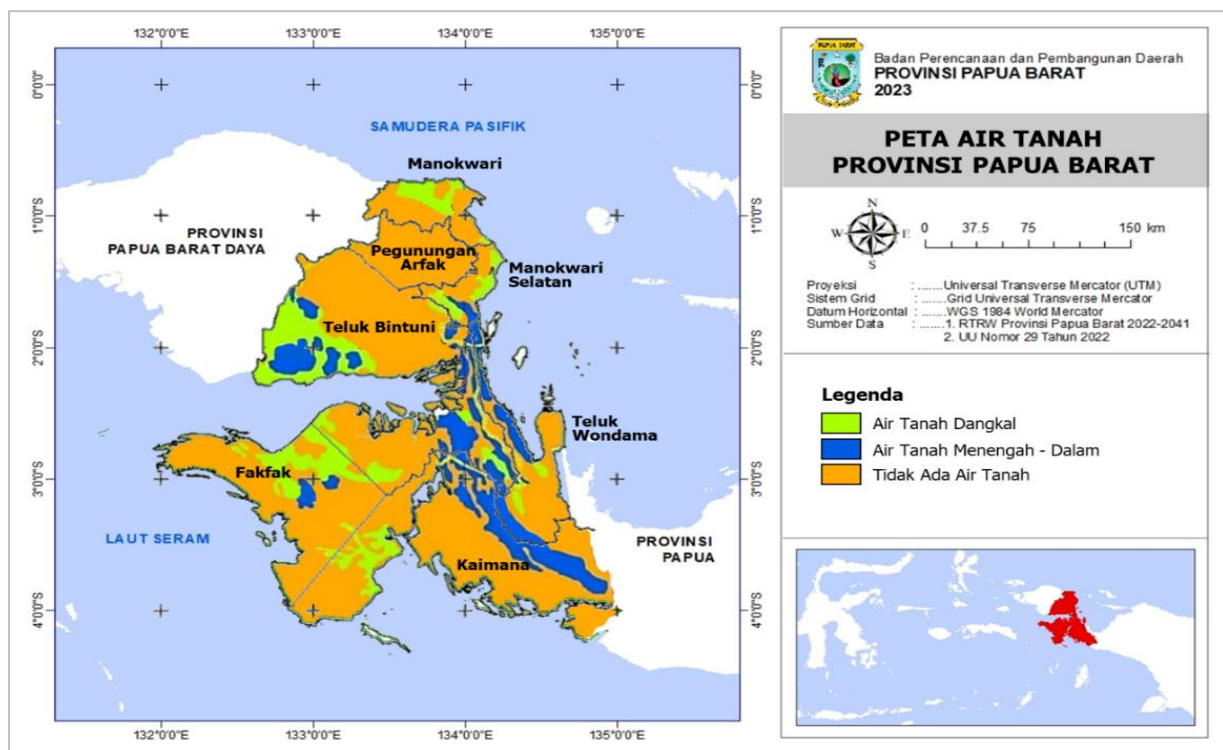 132°0'0"E 133°0'0"E 134°0'0"E 135°0'0"E
0°0'0"
1°0'0"S
2°0'0"S
3°0'0"S
4°0'0"S
SAMUDERA PASIFIK
Manokwari
PROVINSI
PAPUA BARAT DAYA
Pegunungan
Arfak
Manokwari
Selatan
Teluk Bintuni
Teluk
Wondama
Fakfak
LAUT SERAM
Kaimana
PROVINSI
PAPUA
0°0'0"
1°0'0"S
2°0'0"S
3°0'0"S
4°0'0"S
132°0'0"E 133°0'0"E 134°0'0"E 135°0'0"E
PAPUA BARAT
Badan Perencanaan dan Pembangunan Daerah
PROVINSI PAPUA BARAT
2023
PETA AIR TANAH
PROVINSI PAPUA BARAT
N
W E
S
0 37.5 75 150 km
Proyeksi : ......Universal Transverse Mercator (UTM)
Sistem Grid : ......Grid Universal Transverse Mercator
Datum Horizontal : ......WGS 1984 World Mercator
Sumber Data : ......1. RTRW Provinsi Papua Barat 2022-2041
2. UU Nomor 29 Tahun 2022
Legenda
Air Tanah Dangkal
Air Tanah Menengah - Dalam
Tidak Ada Air Tanah